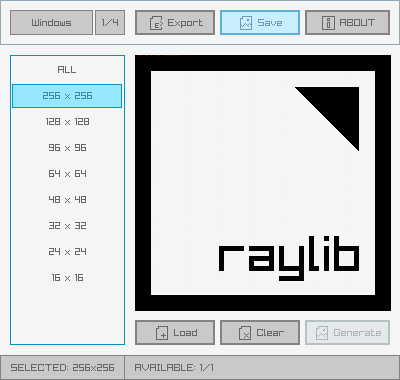 Windows 1/4 Export Save ABOUT
ALL
256 x 256
128 x 128
96 x 96
64 x 64
48 x 48
32 x 32
24 x 24
16 x 16
raylib
Load Clear Generate
SELECTED: 256x256 AVAILABLE: 1/1